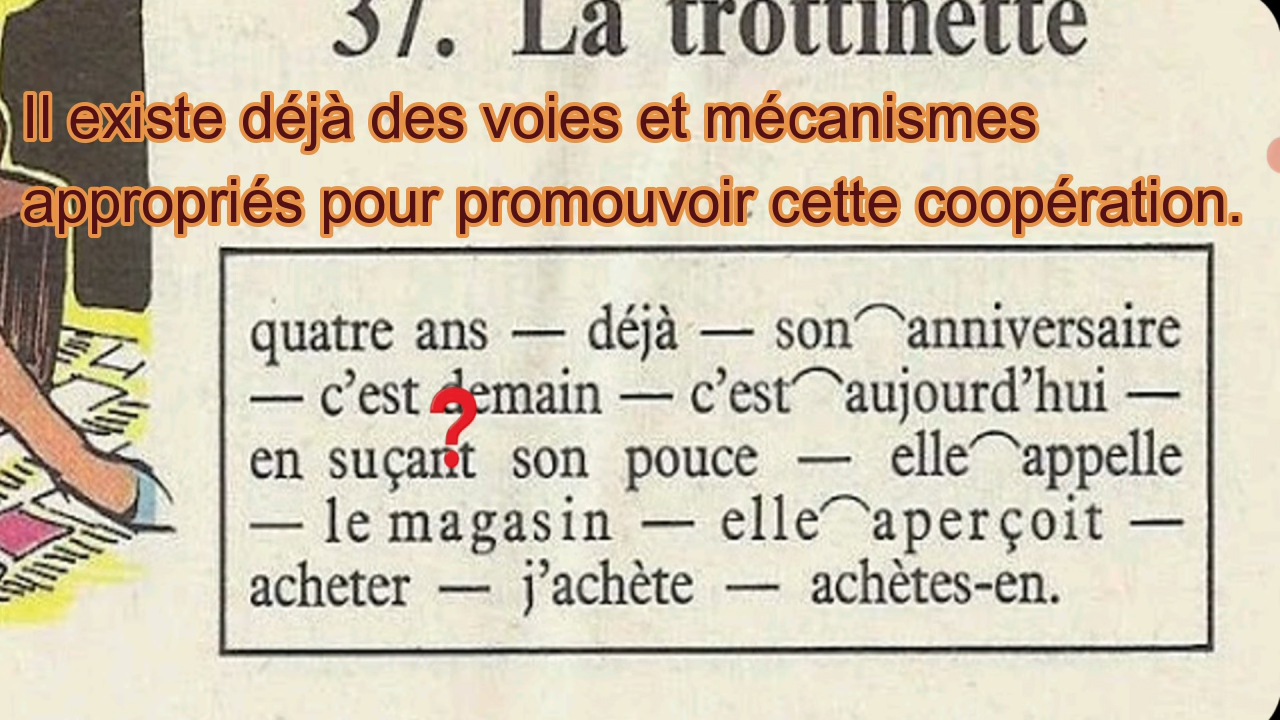 37. La trottinette
Il existe déjà des voies et mécanismes
appropriés pour promouvoir cette coopération.
quatre ans — déjà — son anniversaire
— c'est demain — c'est aujourd'hui —
en suçant son pouce — elle appelle
— le magasin — elle aperçoit —
acheter — j'achète — achètes-en.